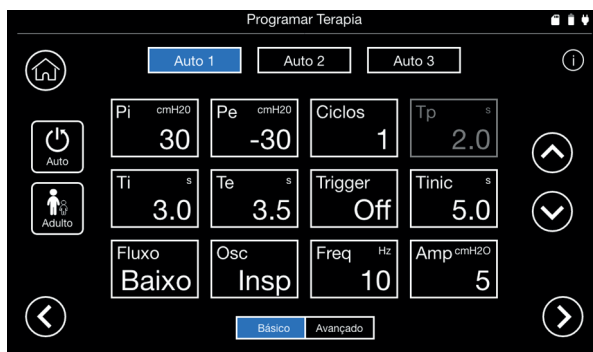 Programar Terapia
Auto 1 Auto 2 Auto 3
i
Pi cmH20 Pe cmH20 Ciclos Tp s
30 -30 1 2.0
Auto
Ti s Te s Trigger Tinic s
3.0 3.5 Off 5.0
Adulto
Fluxo Osc Freq Hz Amp cmH2O
Baixo Insp 10 5
Básico Avançado